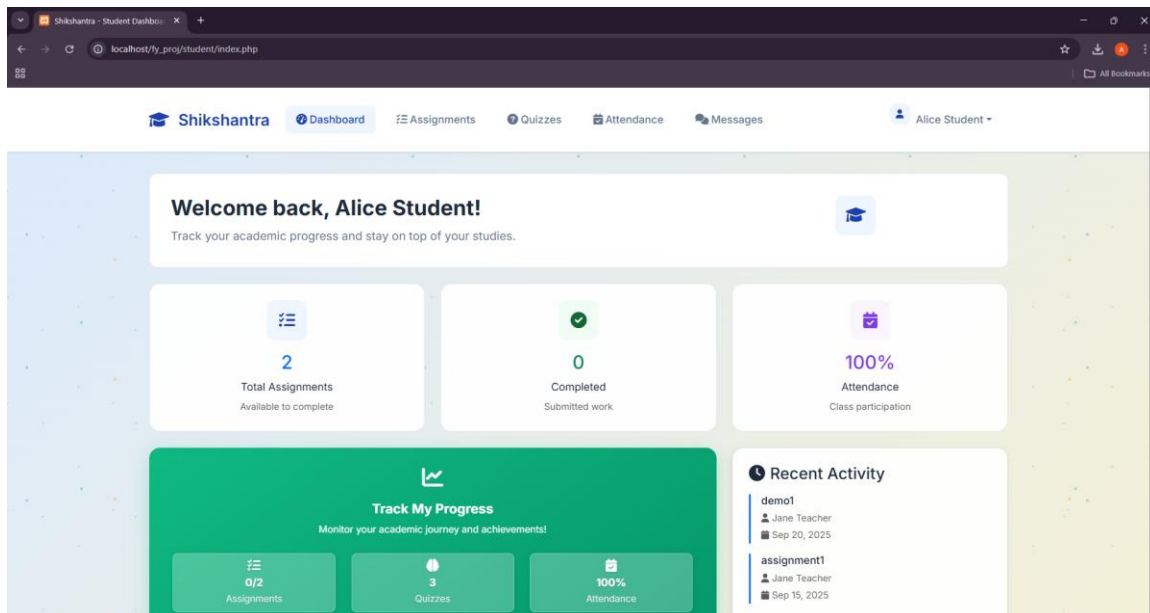 Shikshantra - Student Dashboa
localhost/fy_proj/student/index.php
All Bookmarks
Shikshantra Dashboard Assignments Quizzes Attendance Messages Alice Student
Welcome back, Alice Student!
Track your academic progress and stay on top of your studies.
2 0 100%
Total Assignments Completed Attendance
Available to complete Submitted work Class participation
Track My Progress
Monitor your academic journey and achievements!
0/2 3 100%
Assignments Quizzes Attendance
Recent Activity
demo1
Jane Teacher
Sep 20, 2025
assignment1
Jane Teacher
Sep 15, 2025